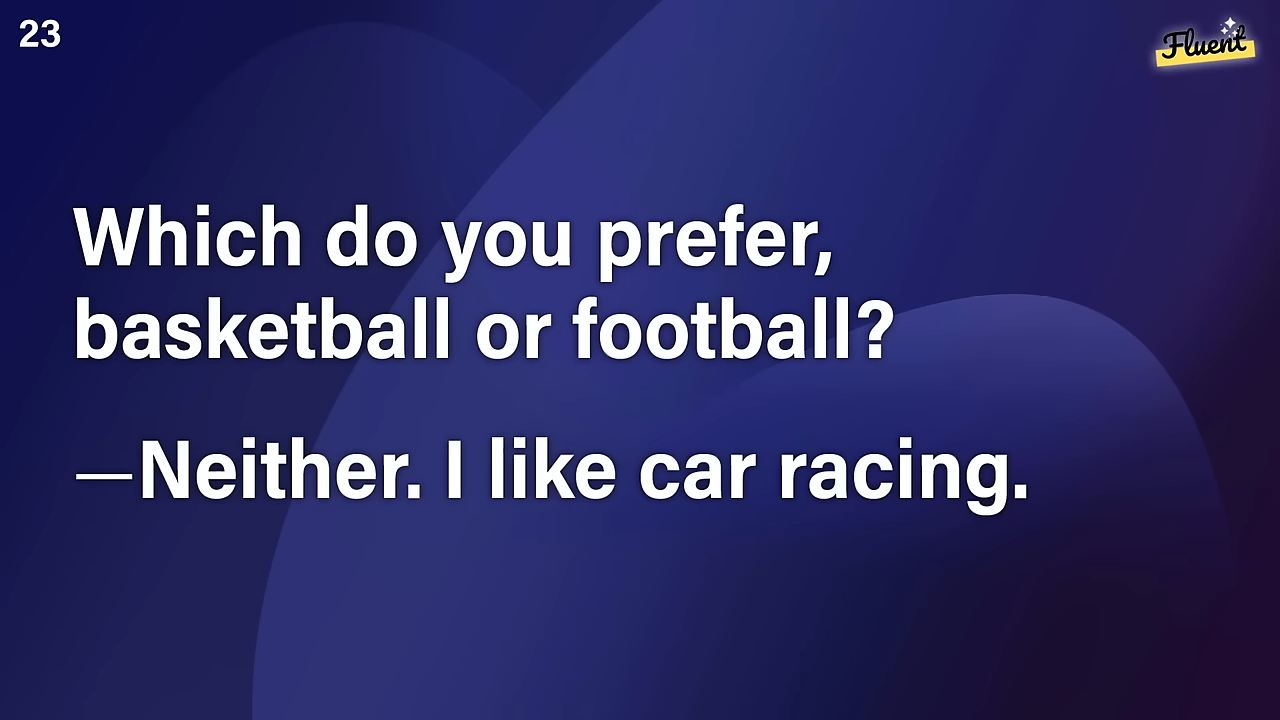 23
Fluent
Which do you prefer,
basketball or football?
—Neither. I like car racing.